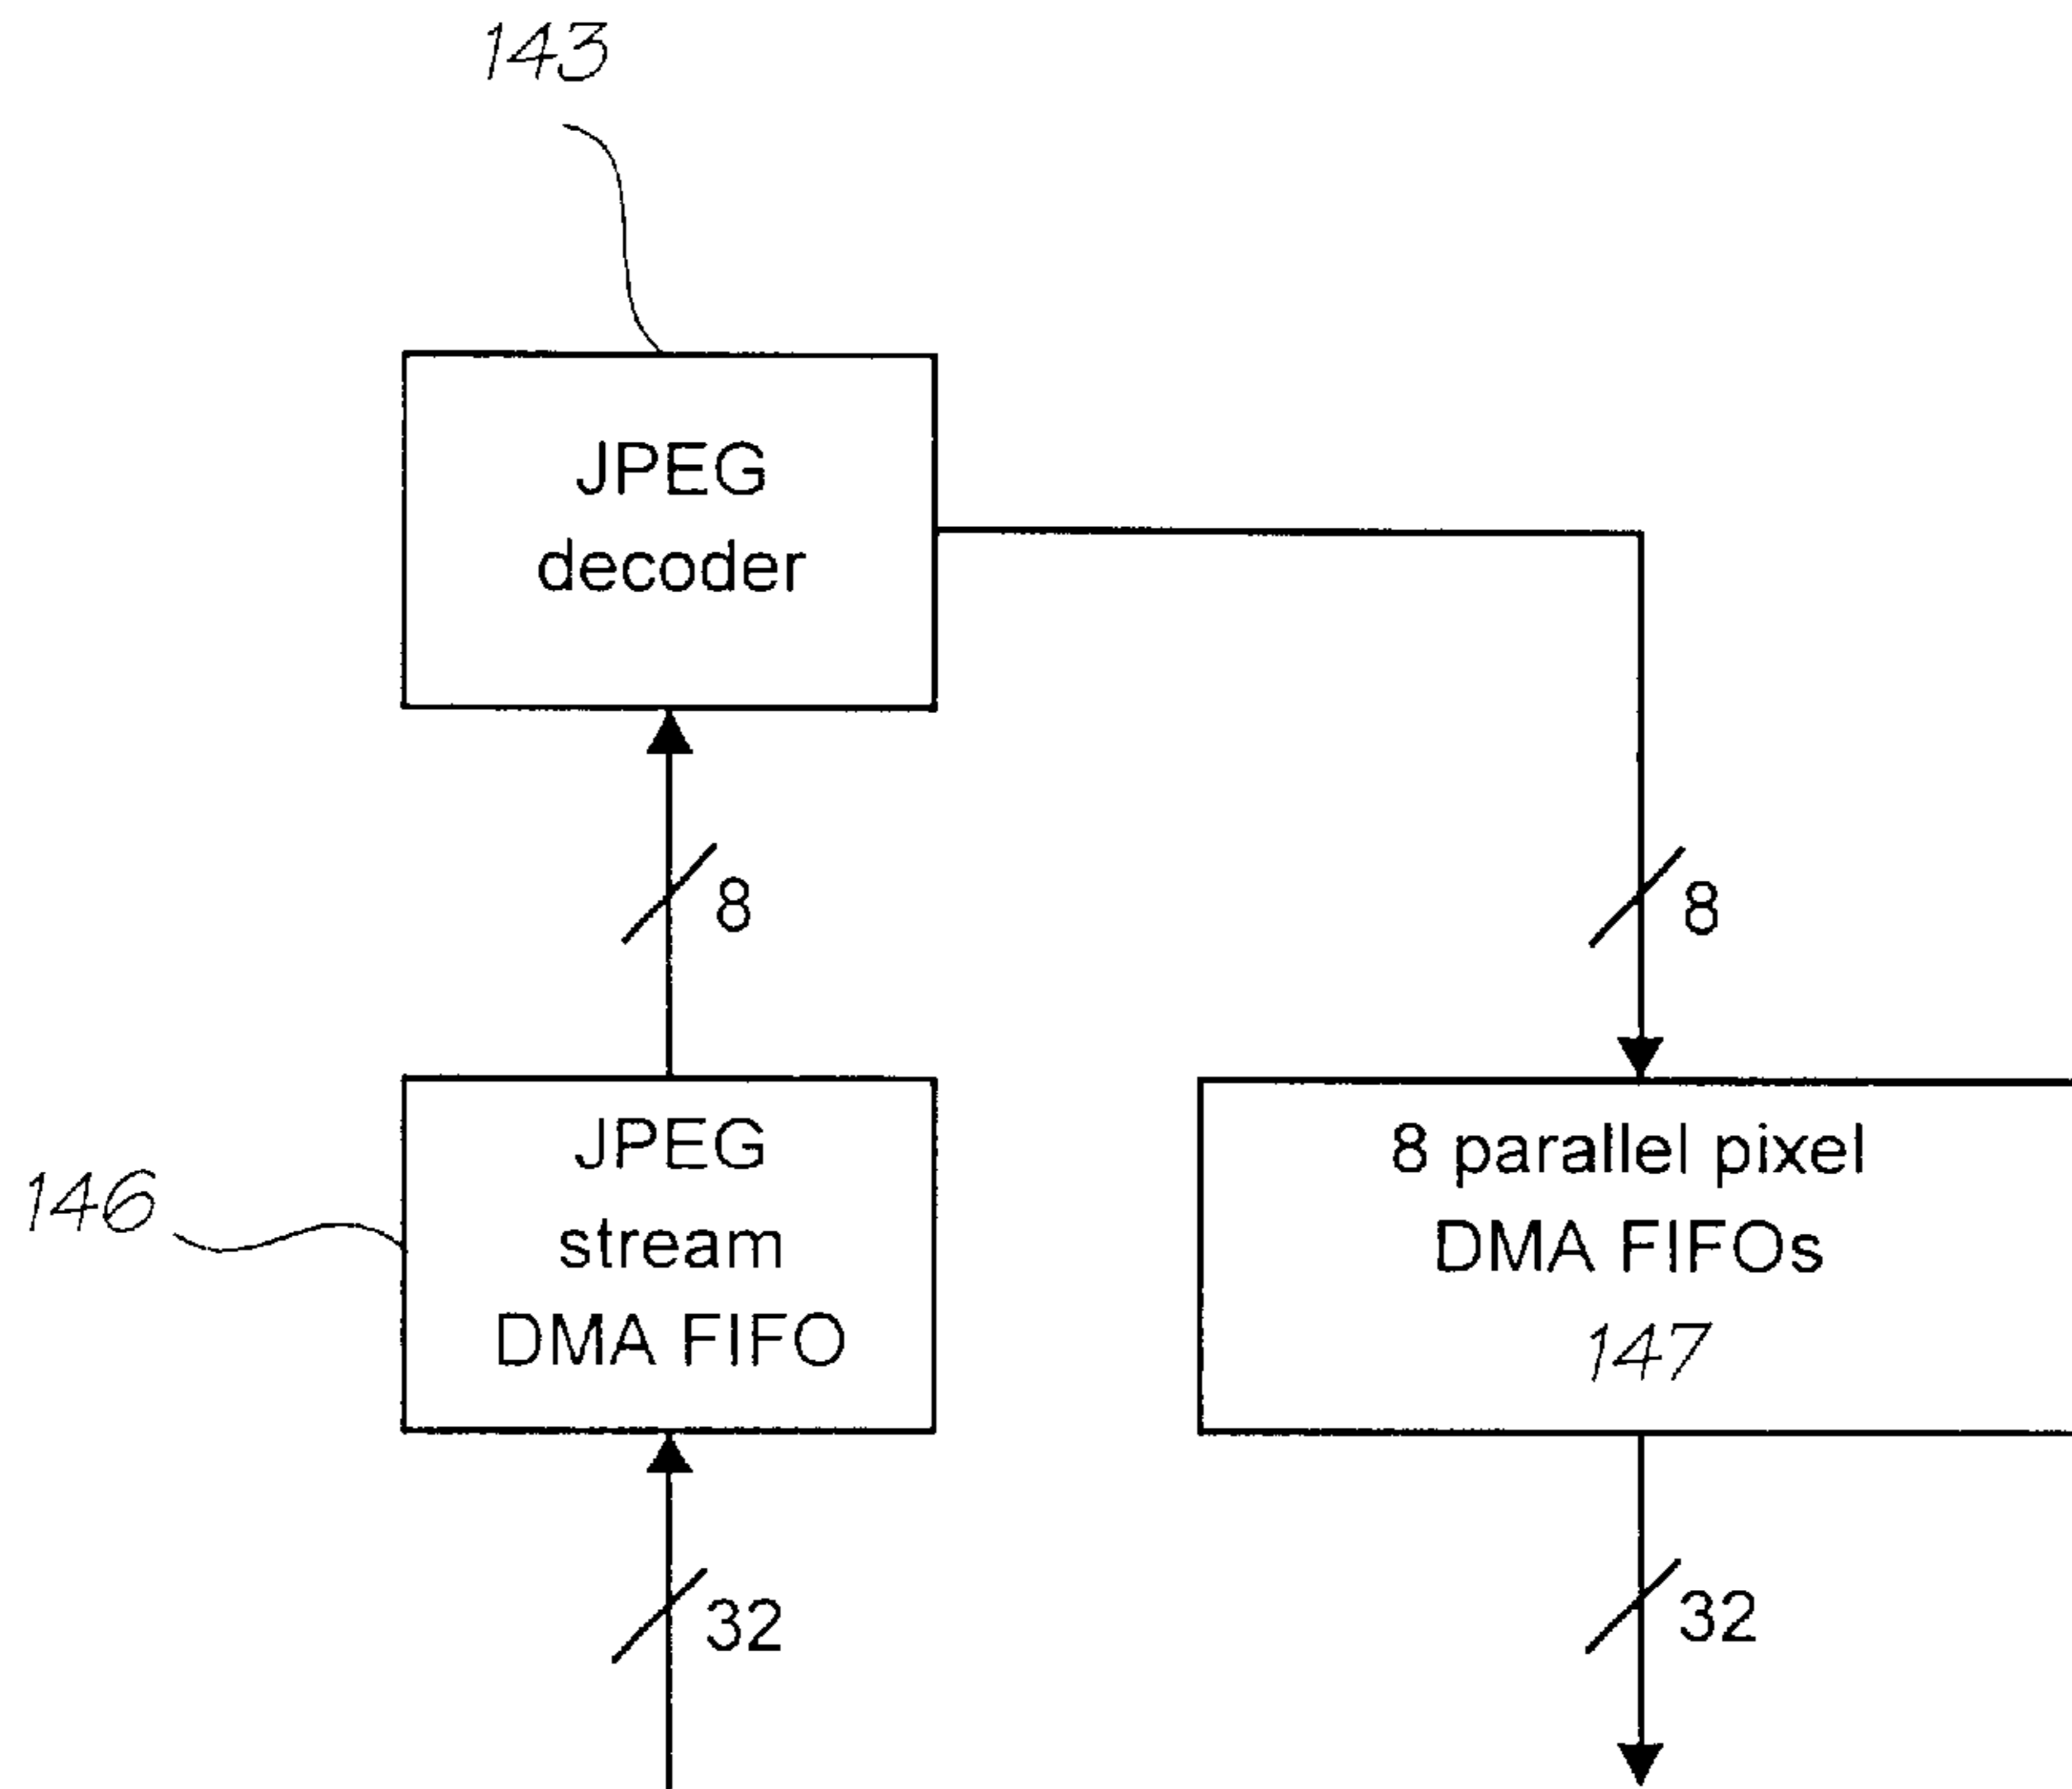 143
JPEG
decoder
8
8
JPEG
stream
DMA FIFO
146
8 parallel pixel
DMA FIFOs
147
32
32